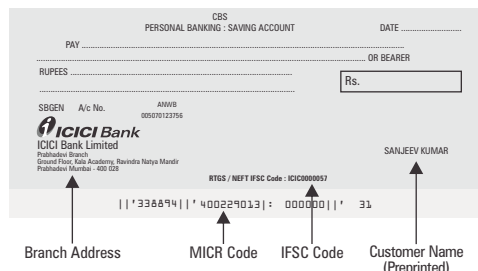 CBS
PERSONAL BANKING : SAVING ACCOUNT DATE ......................
PAY ..........................................................................................................................
.......................................................................................................................... OR BEARER
RUPEES ..........................................................................
Rs.
..........................................................................................
SBGEN A/c No. ANWB
005070123756
ICICI Bank
ICICI Bank Limited
Prabhadevi Branch
Ground Floor, Kala Academy, Ravindra Natya Mandir
Prabhadevi Mumbai - 400 028
SANJEEV KUMAR
RTGS / NEFT IFSC Code : ICIC0000057
||'338894||' 400229013|: 000000||' 31
Branch Address MICR Code IFSC Code Customer Name
(Preprinted)